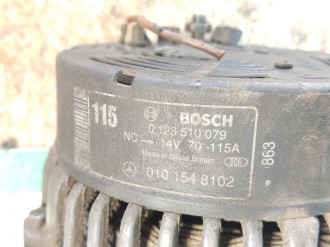 115
BOSCH
0 123 510 079
NC 14V 70-115A
Made in Great Britain
010 154 8102
863